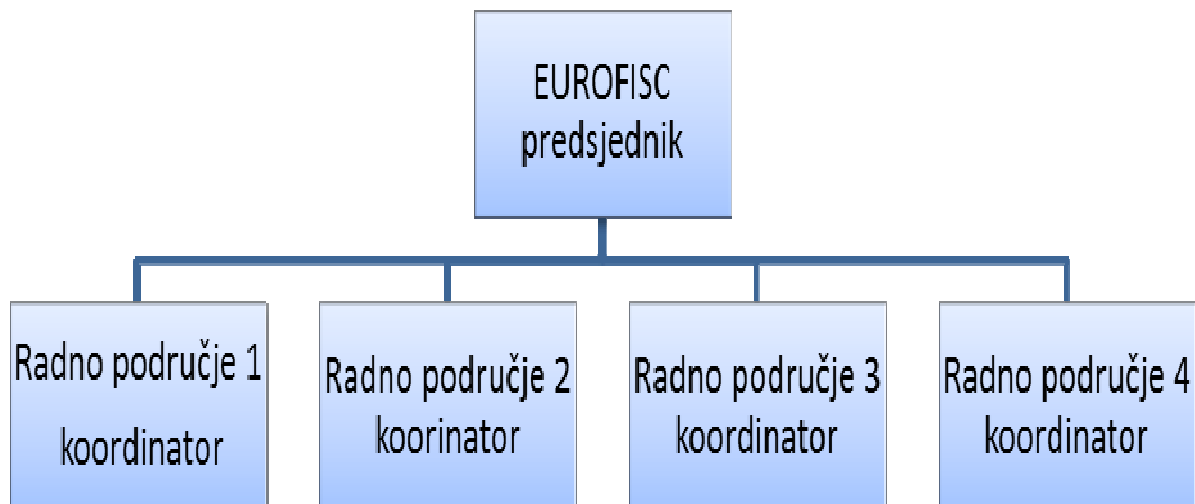 EUROFISC
predsjednik
Radno područje 1
koordinator
Radno područje 2
koorinator
Radno područje 3
koordinator
Radno područje 4
koordinator